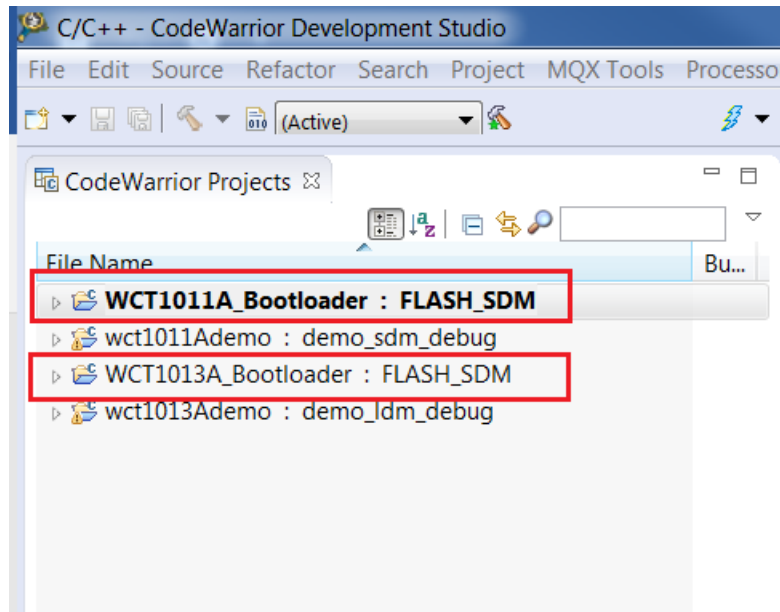 C/C++ - CodeWarrior Development Studio
File Edit Source Refactor Search Project MQX Tools Processo
010 (Active)
CodeWarrior Projects
File Name Bu...
WCT1011A_Bootloader : FLASH_SDM
wct1011Ademo : demo_sdm_debug
WCT1013A_Bootloader : FLASH_SDM
wct1013Ademo : demo_ldm_debug